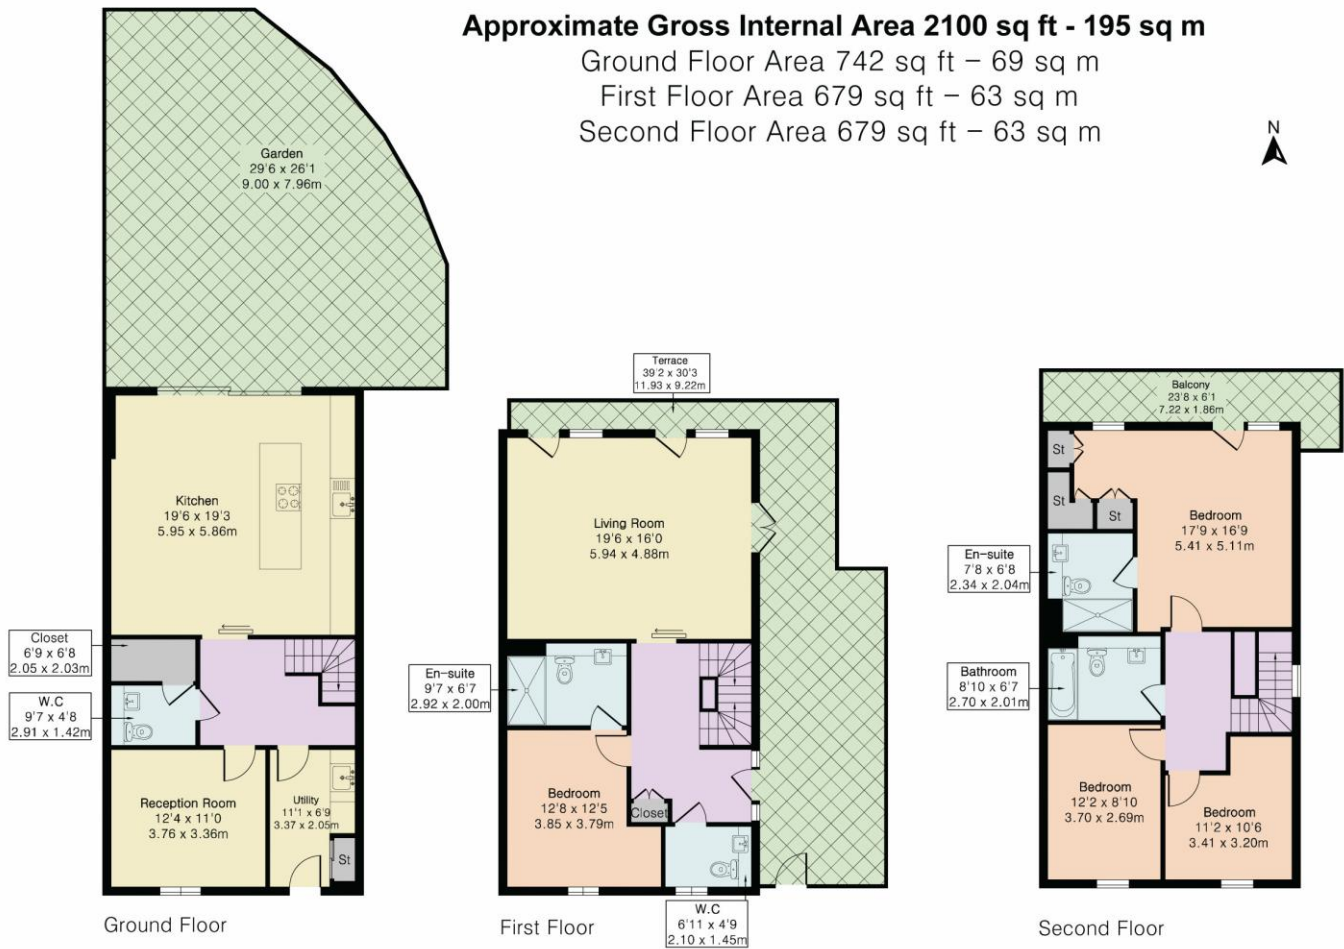 Approximate Gross Internal Area 2100 sq ft - 195 sq m
Ground Floor Area 742 sq ft – 69 sq m
First Floor Area 679 sq ft – 63 sq m
Second Floor Area 679 sq ft – 63 sq m
N
Garden
29'6 x 26'1
9.00 x 7.96m
Kitchen
19'6 x 19'3
5.95 x 5.86m
Closet
6'9 x 6'8
2.05 x 2.03m
W.C
9'7 x 4'8
2.91 x 1.42m
Reception Room
12'4 x 11'0
3.76 x 3.36m
Utility
11'1 x 6'9
3.37 x 2.05m
St
Ground Floor
Terrace
39'2 x 30'3
11.93 x 9.22m
Living Room
19'6 x 16'0
5.94 x 4.88m
En-suite
9'7 x 6'7
2.92 x 2.00m
Bedroom
12'8 x 12'5
3.85 x 3.79m
Closet
W.C
6'11 x 4'9
2.10 x 1.45m
First Floor
Balcony
23'8 x 6'1
7.22 x 1.86m
St
St
St
Bedroom
17'9 x 16'9
5.41 x 5.11m
En-suite
7'8 x 6'8
2.34 x 2.04m
Bathroom
8'10 x 6'7
2.70 x 2.01m
Bedroom
12'2 x 8'10
3.70 x 2.69m
Bedroom
11'2 x 10'6
3.41 x 3.20m
Second Floor